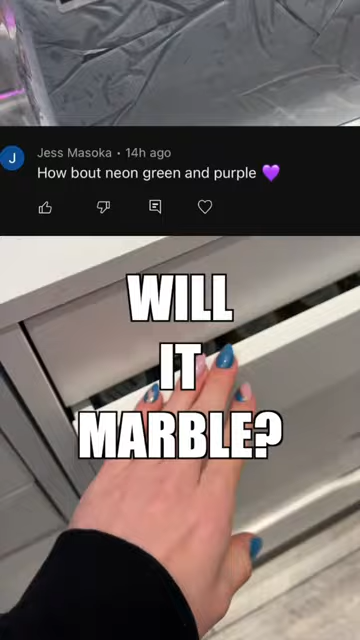 J
Jess Masoka • 14h ago
How bout neon green and purple 💜
WILL
IT
MARBLE?